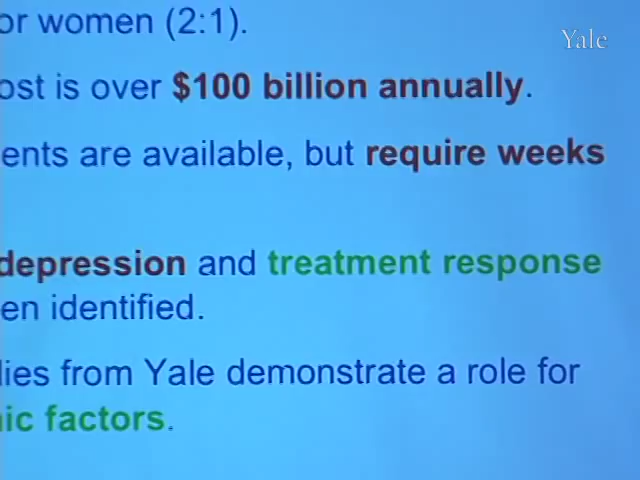 or women (2:1).
Yale
ost is over $100 billion annually.
ents are available, but require weeks
depression and treatment response
en identified.
lies from Yale demonstrate a role for
ic factors.